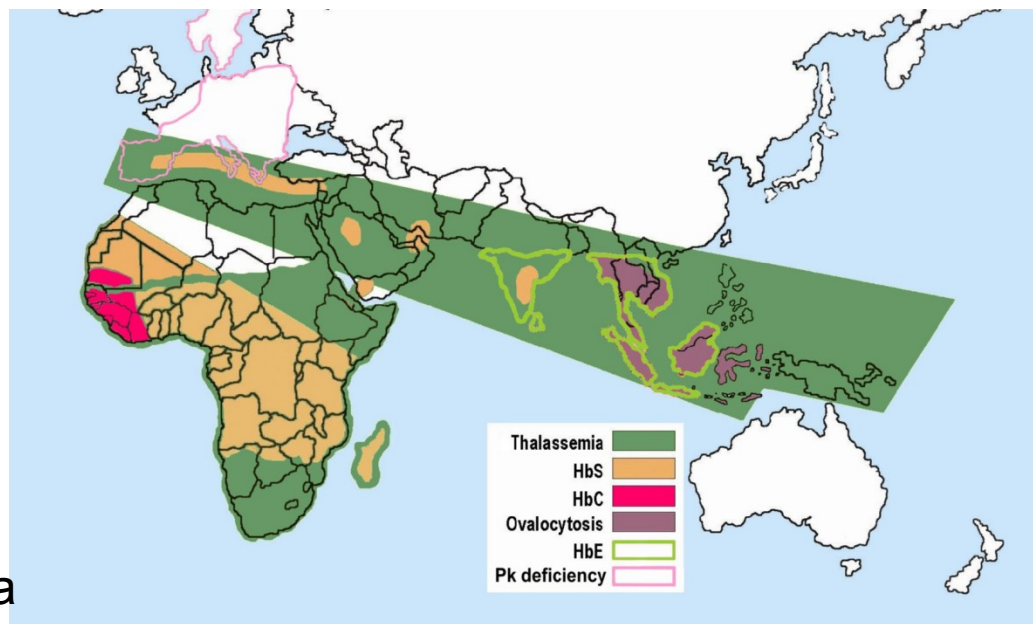 Thalassemia
HbS
HbC
Ovalocytosis
HbE
Pk deficiency
a